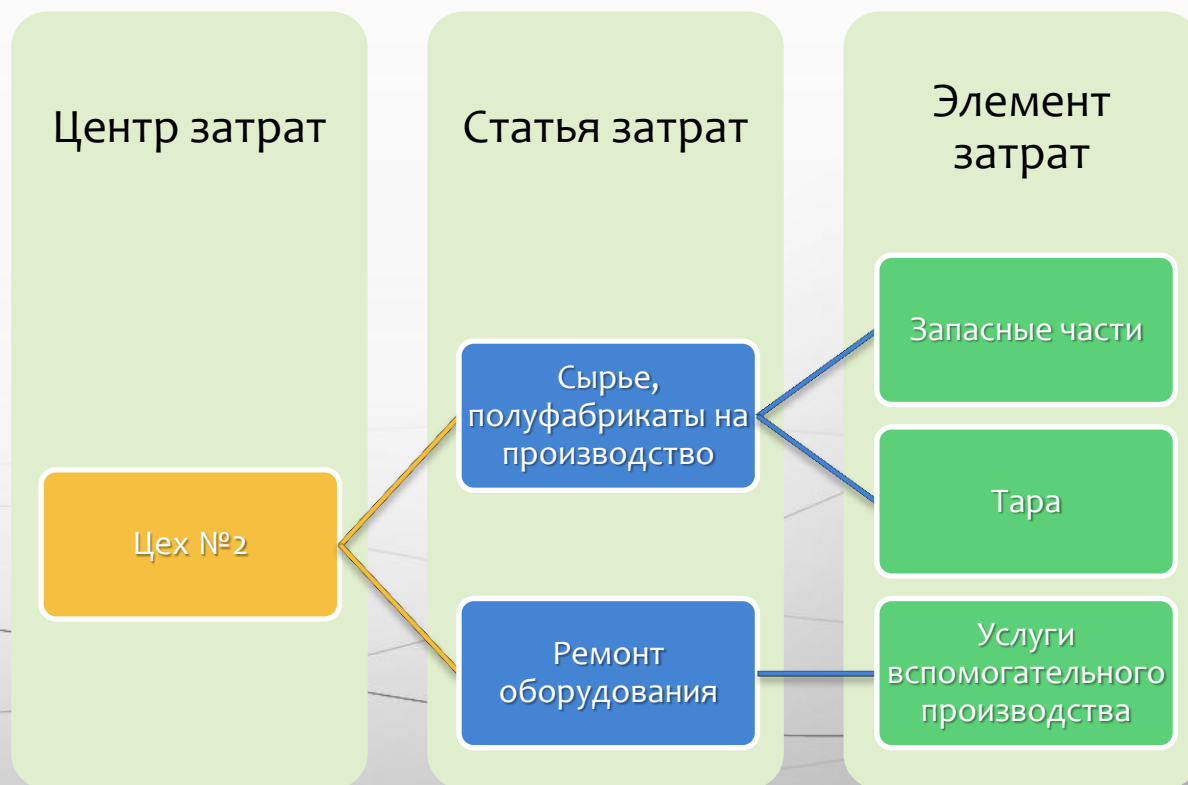 Центр затрат
Статья затрат
Элемент
затрат
Цех №2
Сырье,
полуфабрикаты на
производство
Ремонт
оборудования
Запасные части
Тара
Услуги
вспомогательного
производства